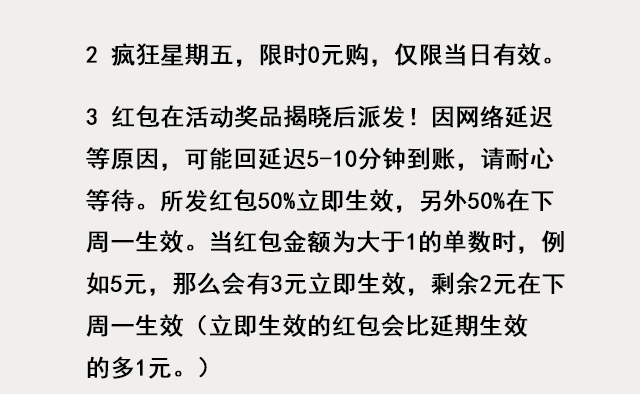 2 疯狂星期五，限时0元购，仅限当日有效。
3 红包在活动奖品揭晓后派发！因网络延迟
等原因，可能回延迟5-10分钟到账，请耐心
等待。所发红包50%立即生效，另外50%在下
周一生效。当红包金额为大于1的单数时，例
如5元，那么会有3元立即生效，剩余2元在下
周一生效（立即生效的红包会比延期生效
的多1元。）